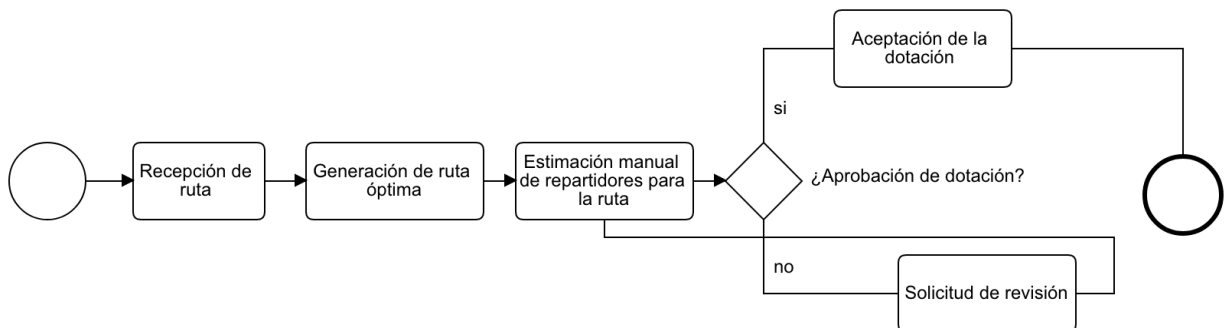 Recepción de
ruta
Generación de ruta
óptima
Estimación manual
de repartidores para
la ruta
¿Aprobación de dotación?
si
Aceptación de la
dotación
no
Solicitud de revisión